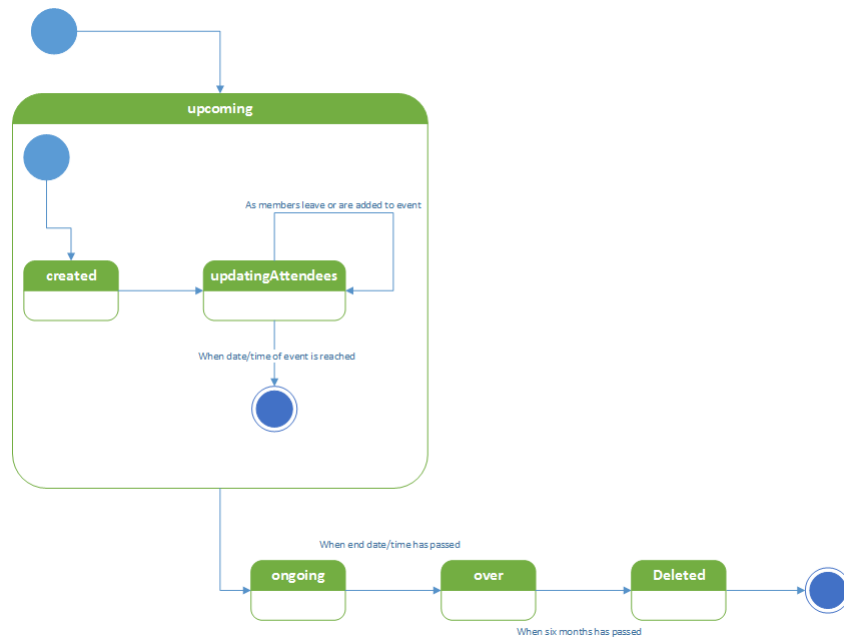 upcoming
As members leave or are added to event
created
updatingAttendees
When date/time of event is reached
When end date/time has passed
ongoing
over
Deleted
When six months has passed